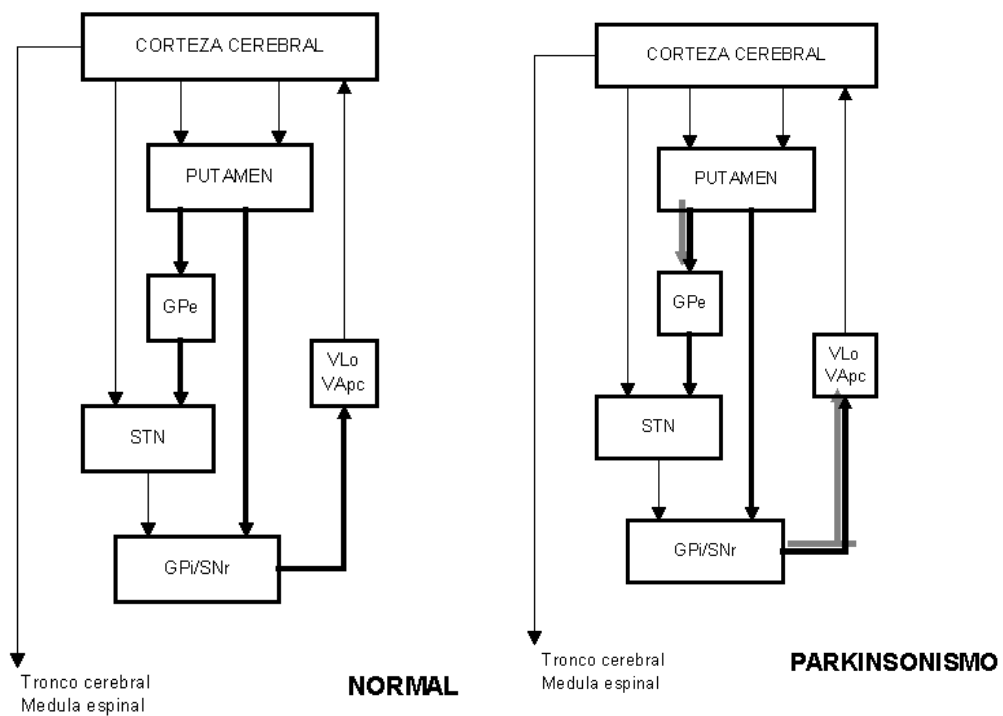 CORTEZA CEREBRAL
PUTAMEN
GPe
VLo
VApc
STN
GPi/SNr
Tronco cerebral
Medula espinal
NORMAL
CORTEZA CEREBRAL
PUTAMEN
GPe
VLo
VApc
STN
GPi/SNr
Tronco cerebral
Medula espinal
PARKINSONISMO